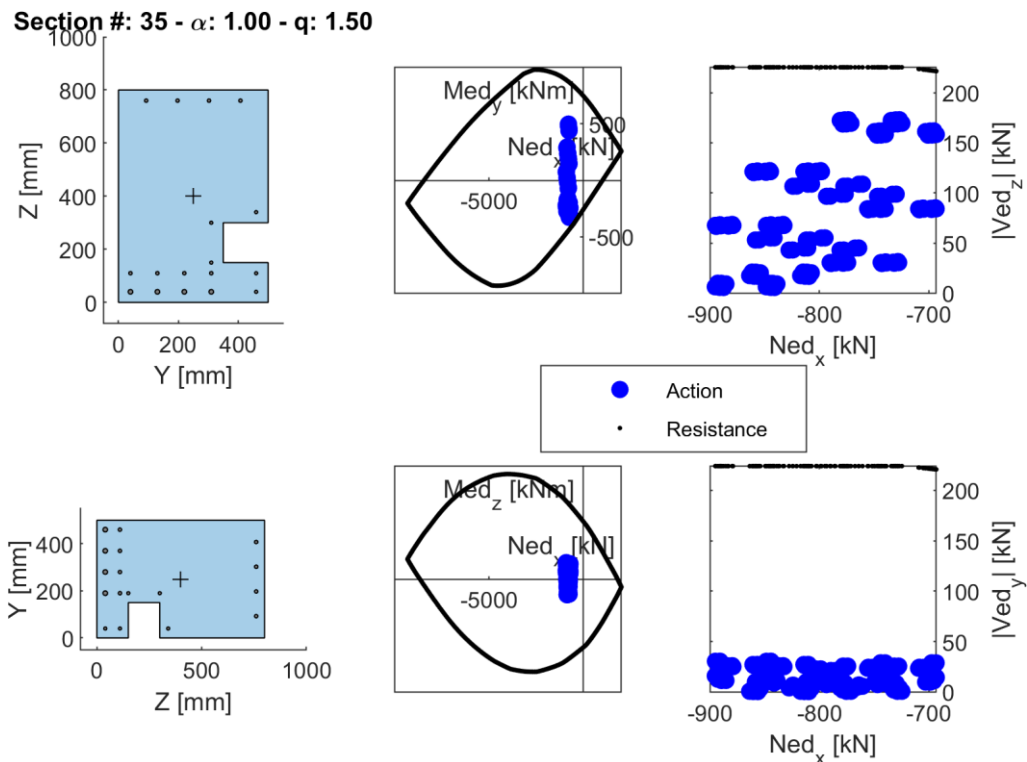 Section #: 35 - α: 1.00 - q: 1.50
1000
800
600
400
200
0
Z [mm]
0
200
400
Y [mm]
Med_y [kNm]
500
Ned_x [kN]
-5000
-500
200
150
100
50
0
|Ved_z| [kN]
-900
-800
-700
Ned_x [kN]
Action
Resistance
400
200
0
Y [mm]
0
500
1000
Z [mm]
Med_z [kNm]
Ned_x [kN]
-5000
200
150
100
50
0
|Ved_y| [kN]
-900
-800
-700
Ned_x [kN]